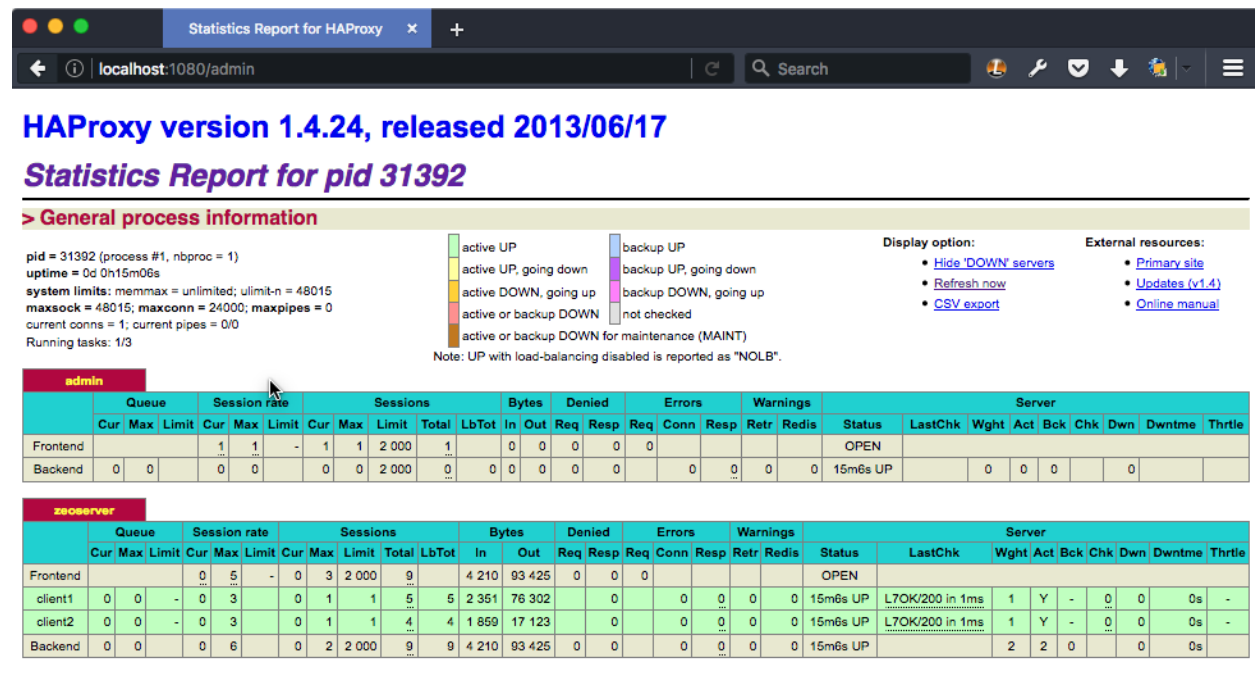 Statistics Report for HAProxy × +
localhost:1080/admin Search
HAProxy version 1.4.24, released 2013/06/17
Statistics Report for pid 31392
> General process information
pid = 31392 (process #1, nbproc = 1)
uptime = 0d 0h15m06s
system limits: memmax = unlimited; ulimit-n = 48015
maxsock = 48015; maxconn = 24000; maxpipes = 0
current conns = 1; current pipes = 0/0
Running tasks: 1/3
active UP backup UP
active UP, going down backup UP, going down
active DOWN, going up backup DOWN, going up
active or backup DOWN not checked
active or backup DOWN for maintenance (MAINT)
Note: UP with load-balancing disabled is reported as "NOLB".
Display option:
• Hide 'DOWN' servers
• Refresh now
• CSV export
External resources:
• Primary site
• Updates (v1.4)
• Online manual
admin
Queue Session rate Sessions Bytes Denied Errors Warnings Server
Cur Max Limit Cur Max Limit Cur Max Limit Total LbTot In Out Req Resp Req Conn Resp Retr Redis Status LastChk Wght Act Bck Chk Dwn Dwntme Thrtle
Frontend 1 1 - 1 1 2 000 1 0 0 0 0 0 OPEN
Backend 0 0 0 0 0 0 2 000 0 0 0 0 0 0 0 0 0 0 15m6s UP 0 0 0 0
zeoserver
Queue Session rate Sessions Bytes Denied Errors Warnings Server
Cur Max Limit Cur Max Limit Cur Max Limit Total LbTot In Out Req Resp Req Conn Resp Retr Redis Status LastChk Wght Act Bck Chk Dwn Dwntme Thrtle
Frontend 0 5 - 0 3 2 000 9 4 210 93 425 0 0 0 OPEN
client1 0 0 - 0 3 0 1 1 5 5 2 351 76 302 0 0 0 0 0 15m6s UP L7OK/200 in 1ms 1 Y - 0 0 0s -
client2 0 0 - 0 3 0 1 1 4 4 1 859 17 123 0 0 0 0 0 15m6s UP L7OK/200 in 1ms 1 Y - 0 0 0s -
Backend 0 0 0 6 0 2 2 000 9 9 4 210 93 425 0 0 0 0 0 0 15m6s UP 2 2 0 0 0s